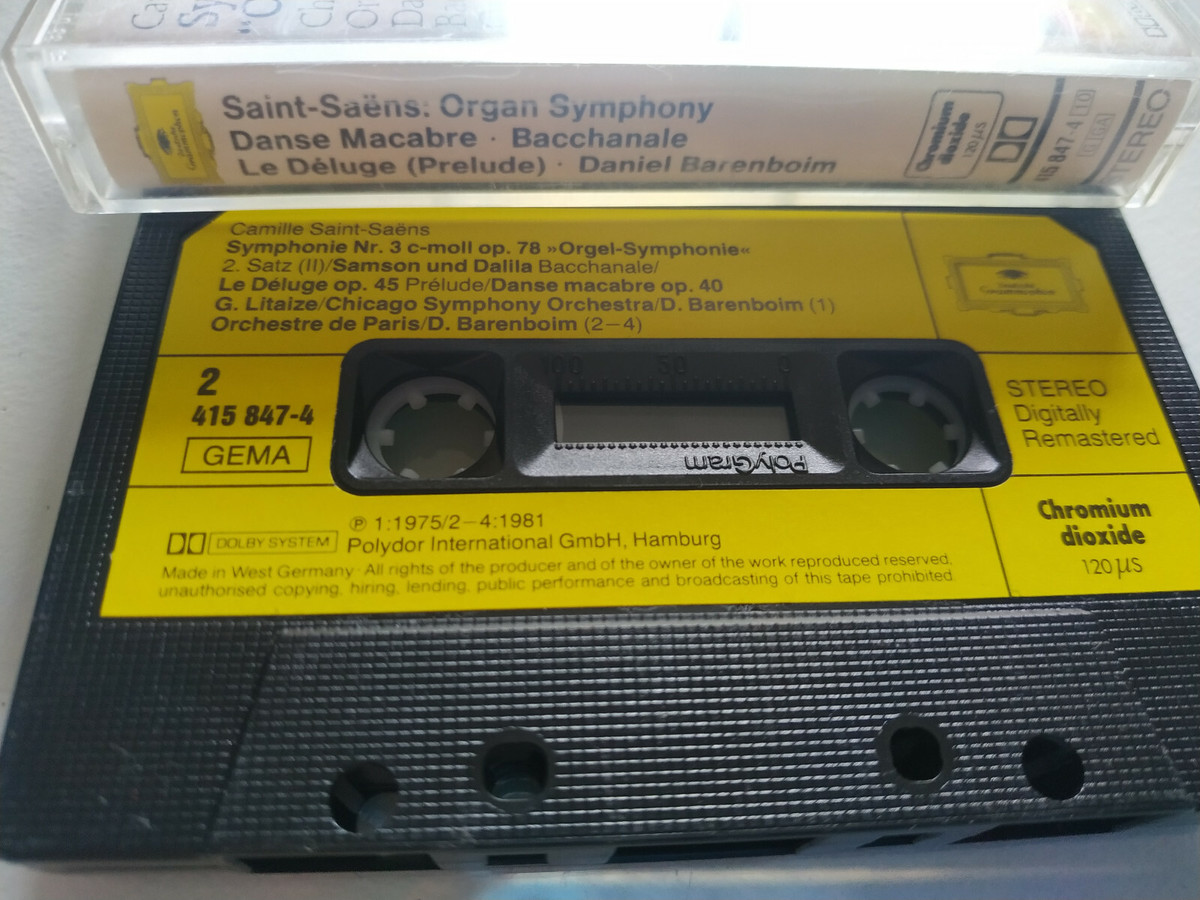 Saint-Saëns: Organ Symphony
Danse Macabre · Bacchanale
Le Déluge (Prelude) · Daniel Barenboim
Chromium
dioxide
120 µs
415 847-4
STEREO
Camille Saint-Saëns
Symphonie Nr. 3 c-moll op. 78 »Orgel-Symphonie«
2. Satz (II)/Samson und Dalila Bacchanale/
Le Déluge op. 45 Prélude/Danse macabre op. 40
G. Litaize/Chicago Symphony Orchestra/D. Barenboim (1)
Orchestre de Paris/D. Barenboim (2–4)
Deutsche
Grammophon
2
415 847-4
GEMA
100 50 0
PolyGram
STEREO
Digitally
Remastered
DOLBY SYSTEM
℗ 1:1975/2–4:1981
Polydor International GmbH, Hamburg
Made in West Germany · All rights of the producer and of the owner of the work reproduced reserved,
unauthorised copying, hiring, lending, public performance and broadcasting of this tape prohibited.
Chromium
dioxide
120 µs